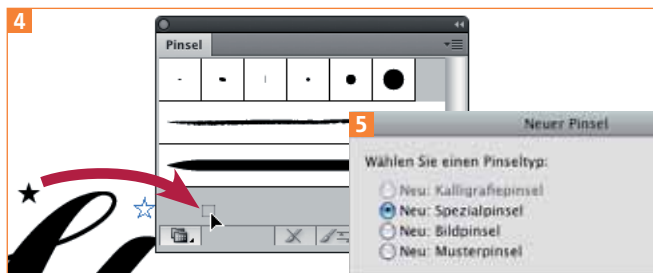 4
Pinsel
5
Neuer Pinsel
Wählen Sie einen Pinseltyp:
Neu: Kalligrafiepinsel
Neu: Spezialpinsel
Neu: Bildpinsel
Neu: Musterpinsel